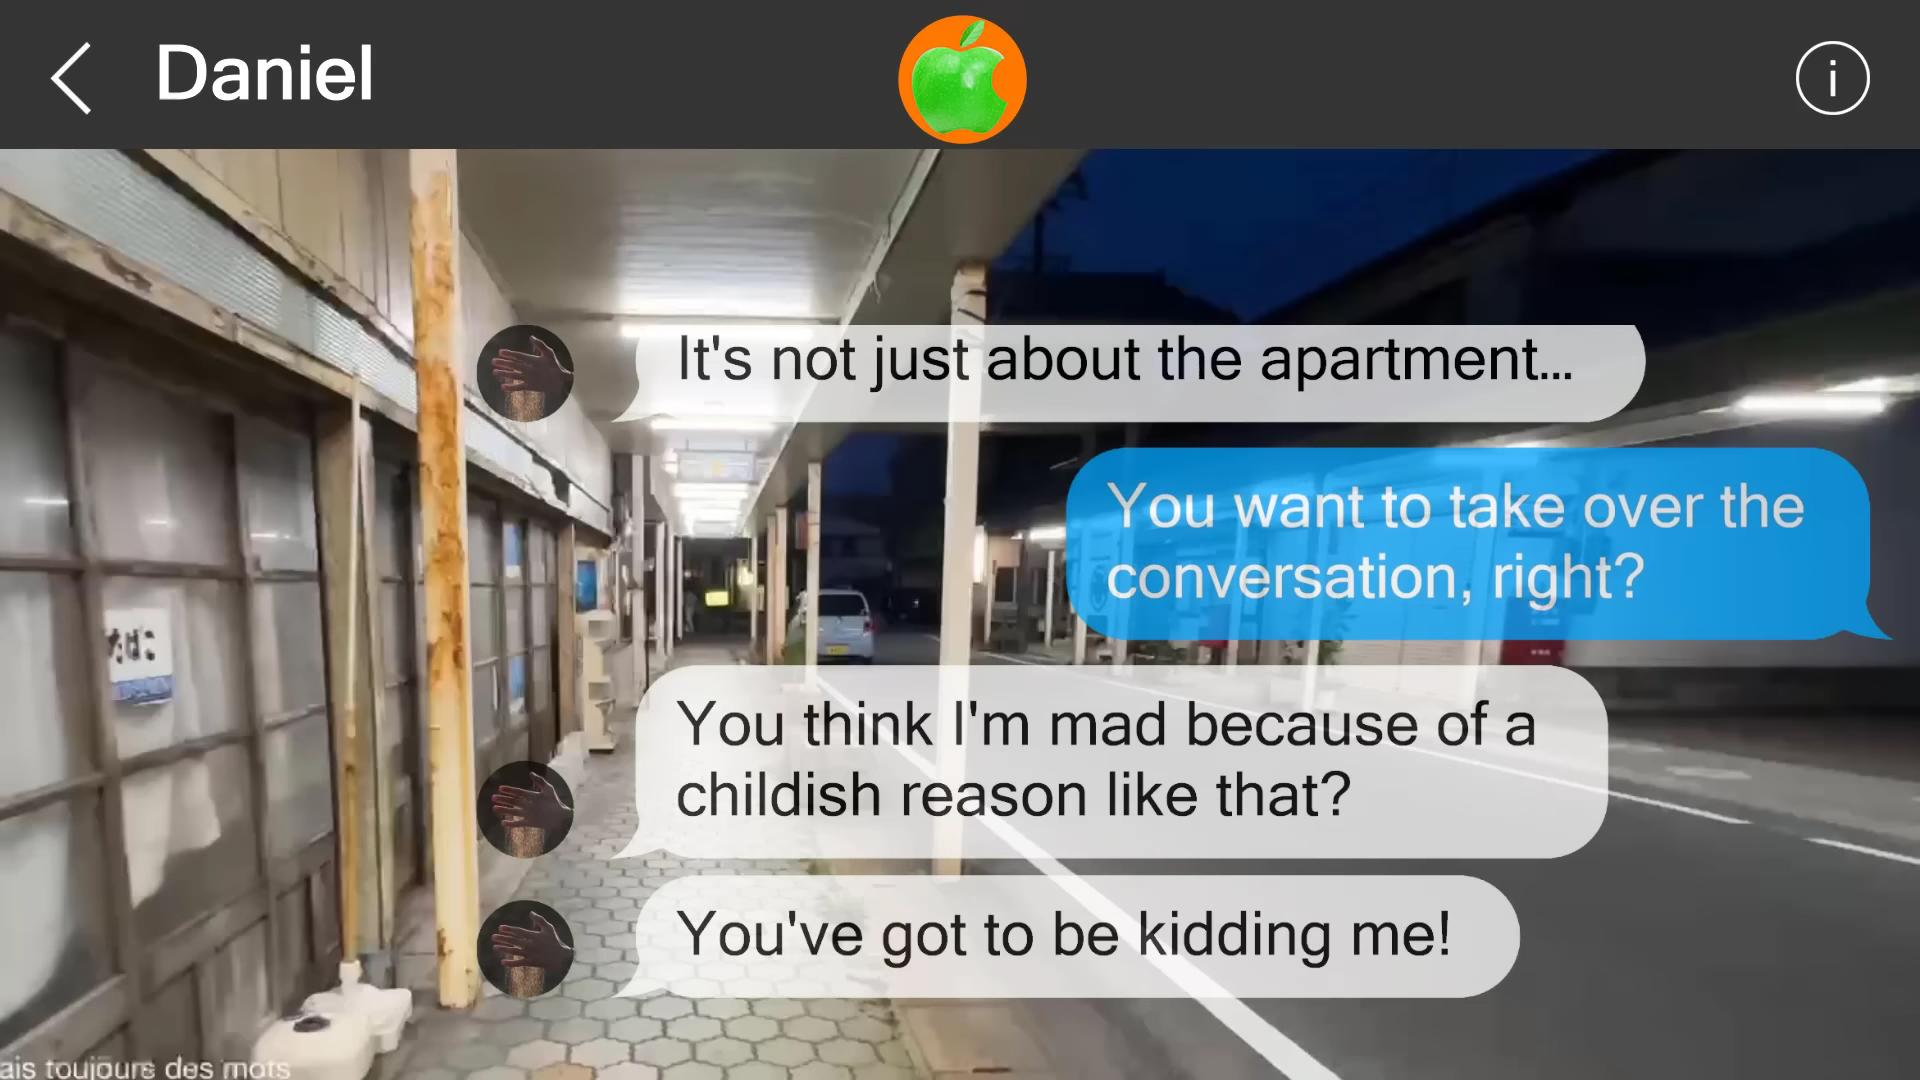 Daniel
It's not just about the apartment...
You want to take over the
conversation, right?
You think I'm mad because of a
childish reason like that?
You've got to be kidding me!
ais toujours des mots